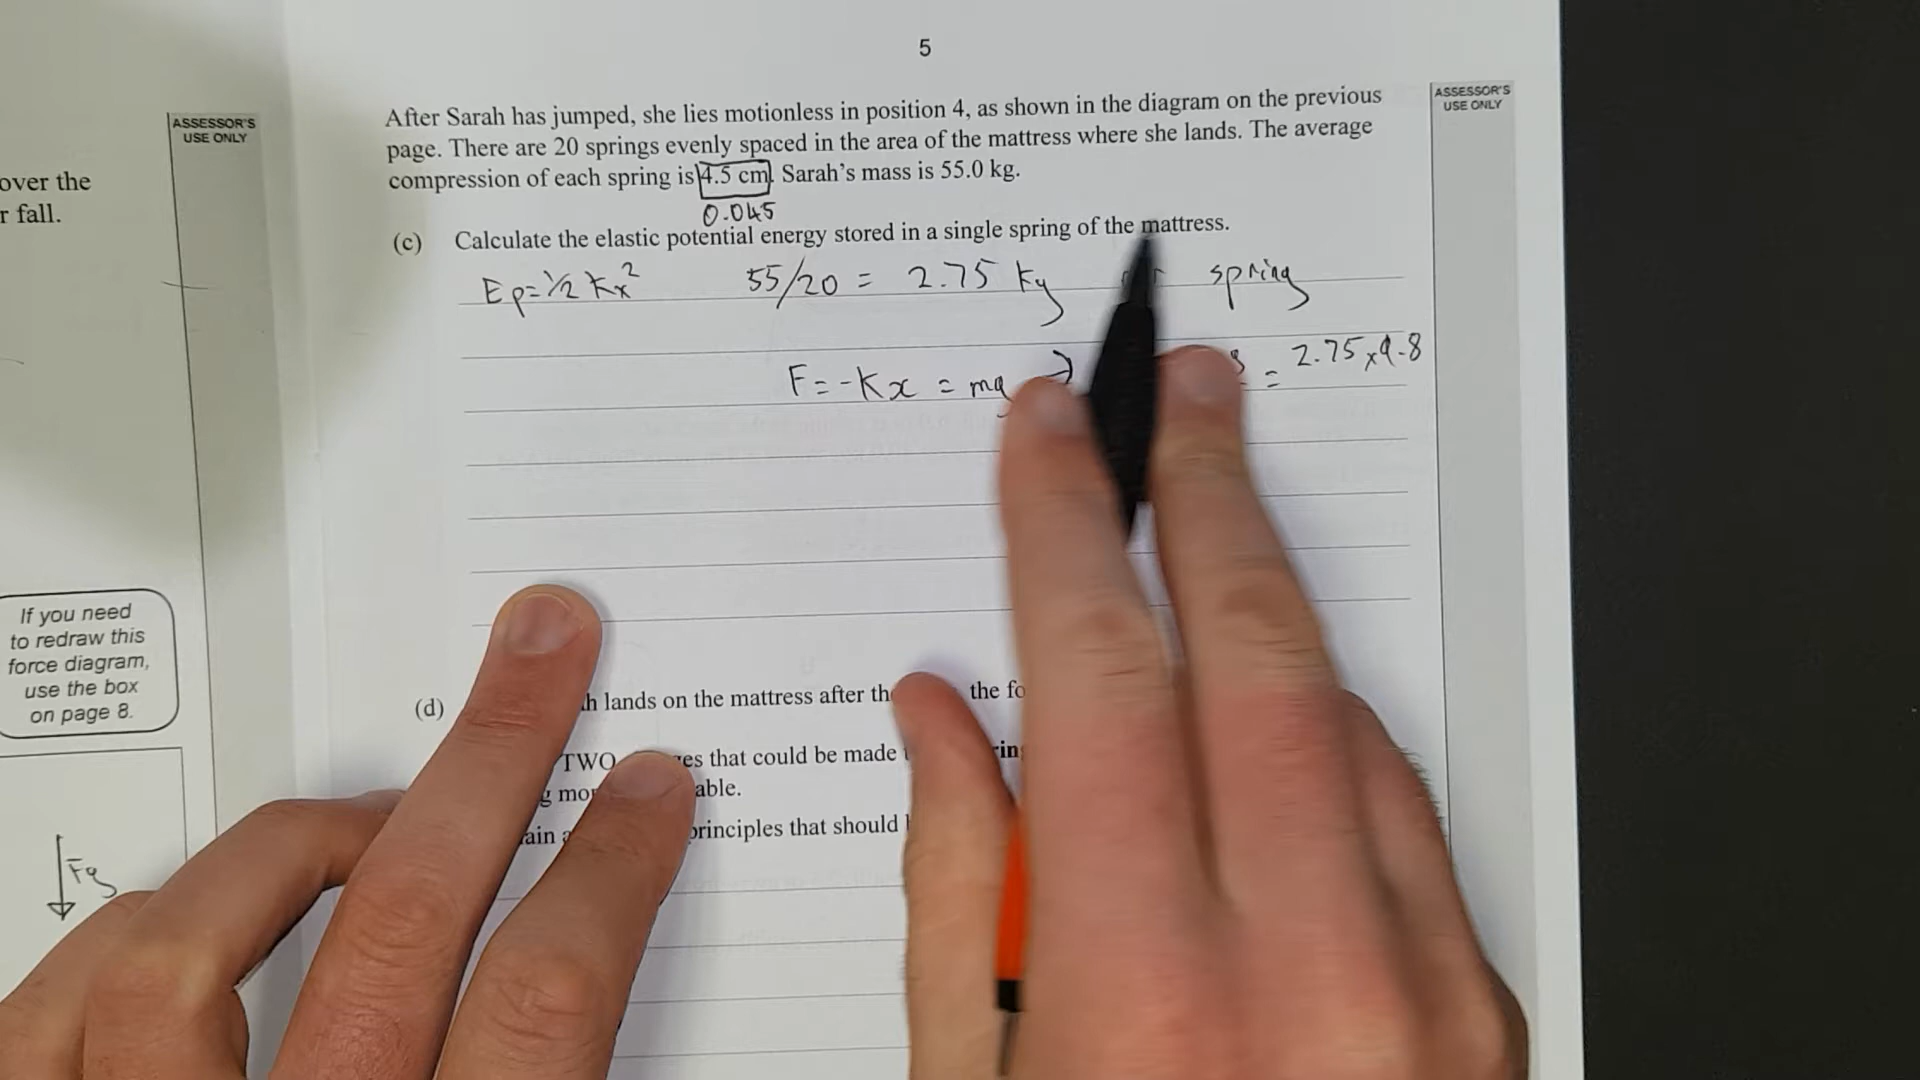 5
ASSESSOR'S
USE ONLY
ASSESSOR'S
USE ONLY
over the
r fall.
After Sarah has jumped, she lies motionless in position 4, as shown in the diagram on the previous
page. There are 20 springs evenly spaced in the area of the mattress where she lands. The average
compression of each spring is 4.5 cm. Sarah's mass is 55.0 kg.
0.045
(c) Calculate the elastic potential energy stored in a single spring of the mattress.
Ep=½Kx² 55/20 = 2.75 Kg spring
F=-Kx = mg → = 2.75x9.8
If you need
to redraw this
force diagram,
use the box
on page 8.
(d) lands on the mattress after the the fo
TWO that could be made
able.
principles that should
Fg